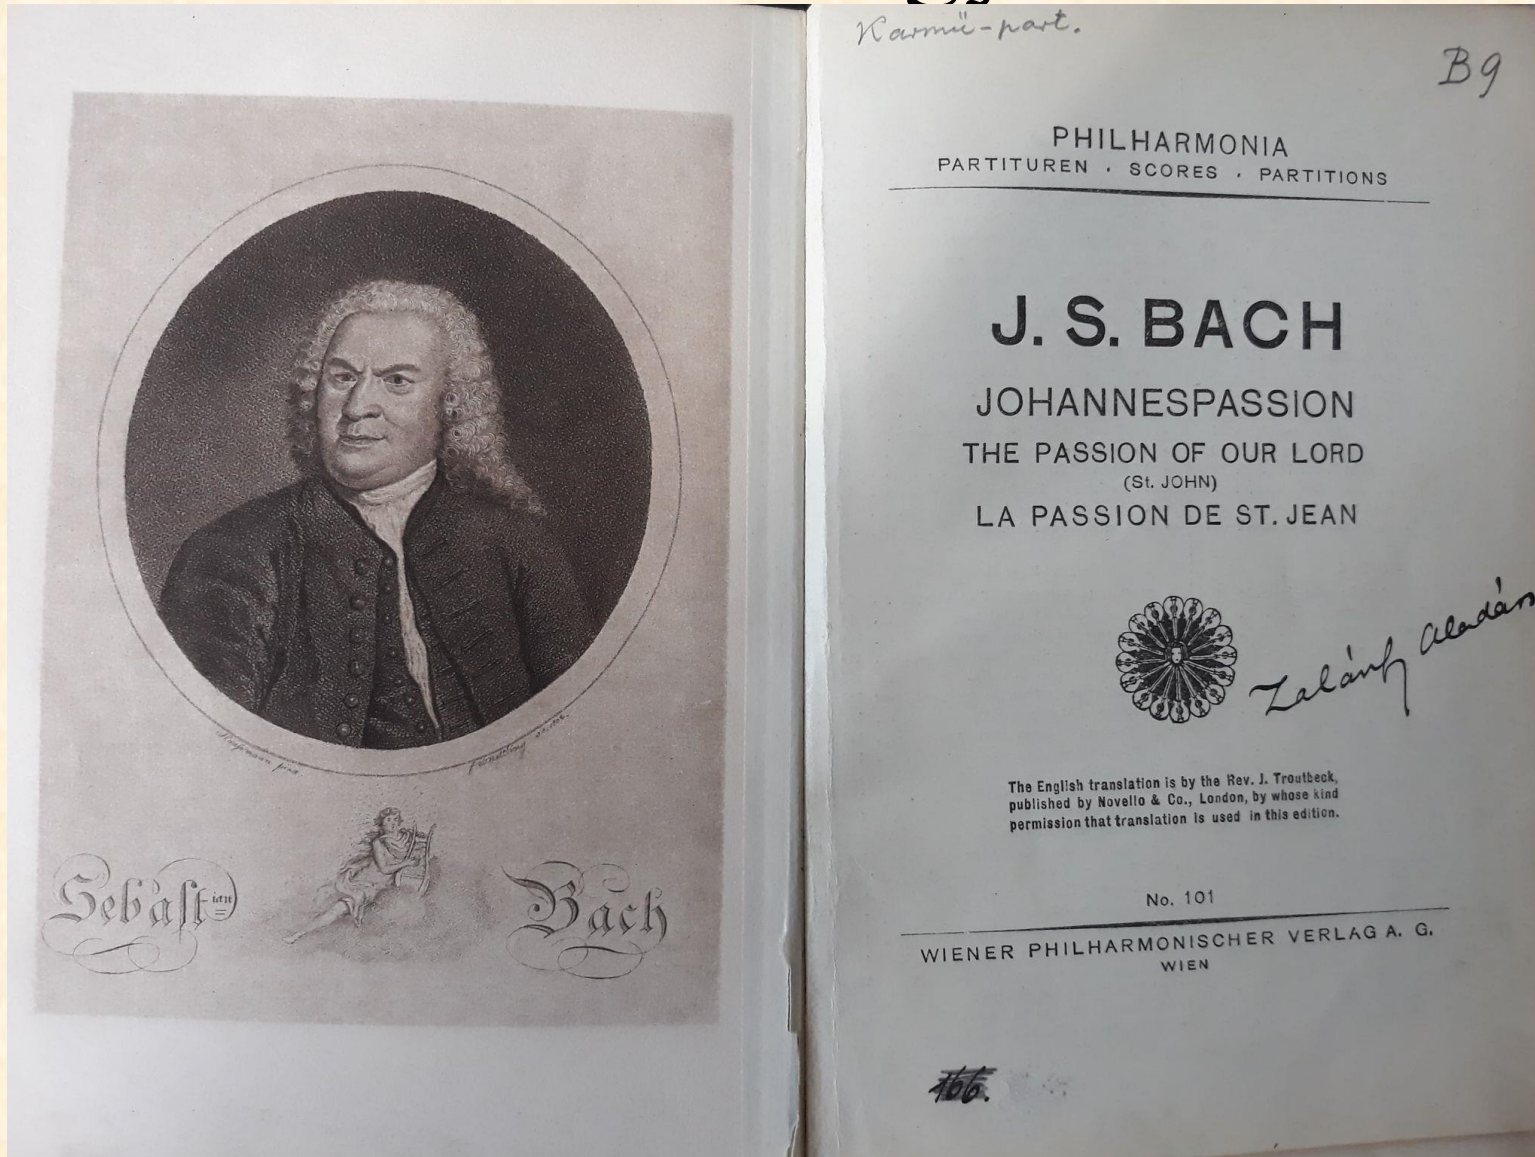 Sebastian Bach
Karmü-part.
B9
PHILHARMONIA
PARTITUREN · SCORES · PARTITIONS
J. S. BACH
JOHANNESPASSION
THE PASSION OF OUR LORD
(St. JOHN)
LA PASSION DE ST. JEAN
Zalánfy Aladár
The English translation is by the Rev. J. Troutbeck,
published by Novello & Co., London, by whose kind
permission that translation is used in this edition.
No. 101
WIENER PHILHARMONISCHER VERLAG A. G.
WIEN
166.